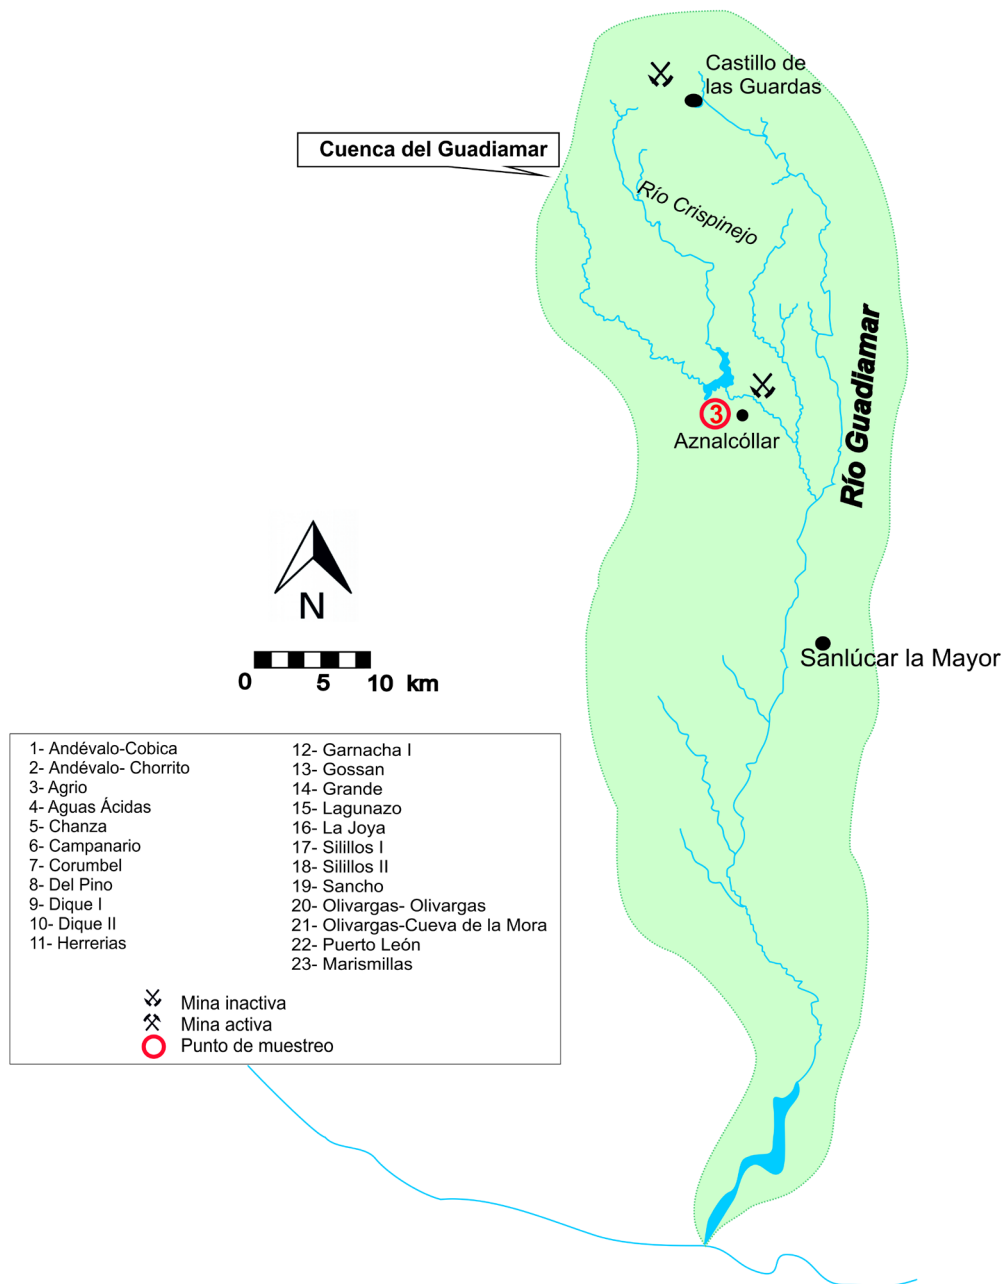 Castillo de
las Guardas
Cuenca del Guadiamar
Río Crispinejo
Río Guadiamar
3
Aznalcóllar
N
0 5 10 km
Sanlúcar la Mayor
1- Andévalo-Cobica
2- Andévalo- Chorrito
3- Agrio
4- Aguas Ácidas
5- Chanza
6- Campanario
7- Corumbel
8- Del Pino
9- Dique I
10- Dique II
11- Herrerias
12- Garnacha I
13- Gossan
14- Grande
15- Lagunazo
16- La Joya
17- Silillos I
18- Silillos II
19- Sancho
20- Olivargas- Olivargas
21- Olivargas-Cueva de la Mora
22- Puerto León
23- Marismillas
Mina inactiva
Mina activa
Punto de muestreo